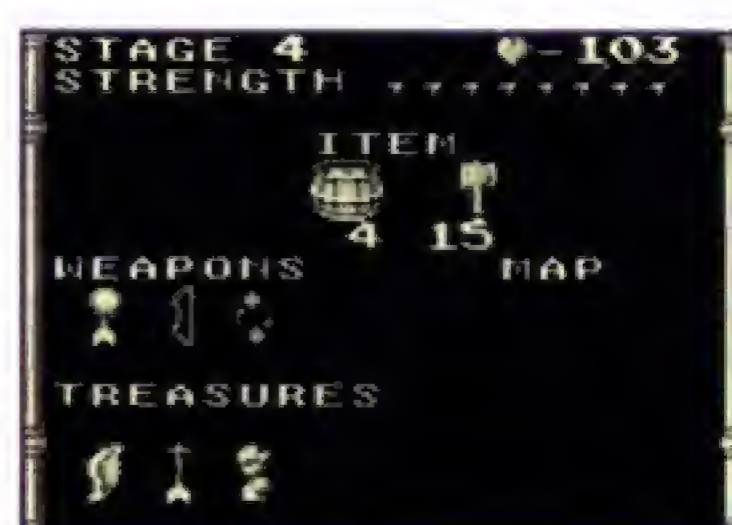 STAGE 4 -103
STRENGTH
ITEM
4 15
WEAPONS MAP
TREASURES